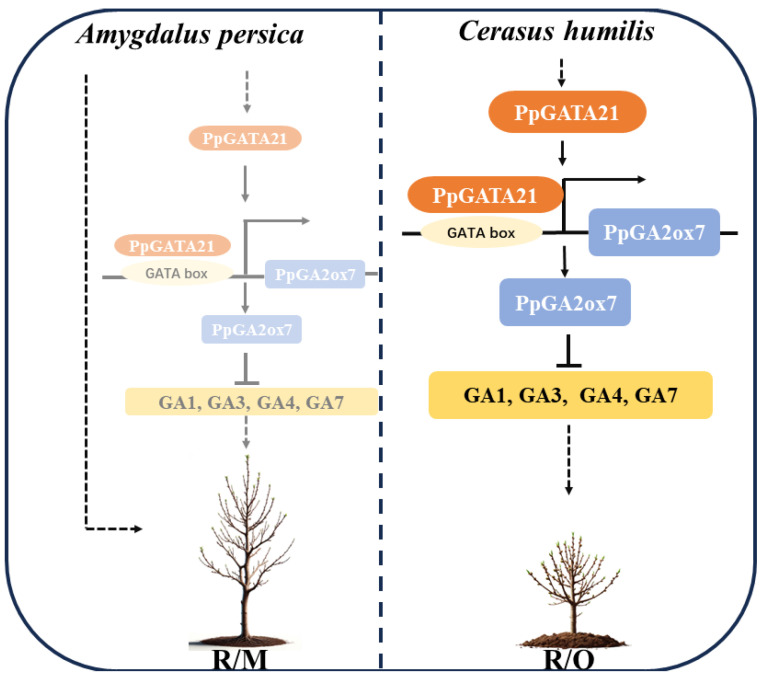 Amygdalus persica
PpGATA21
PpGATA21
GATA box
PpGA2ox7
PpGA2ox7
GA1, GA3, GA4, GA7
R/M
Cerasus humilis
PpGATA21
PpGATA21
GATA box
PpGA2ox7
PpGA2ox7
GA1, GA3, GA4, GA7
R/O